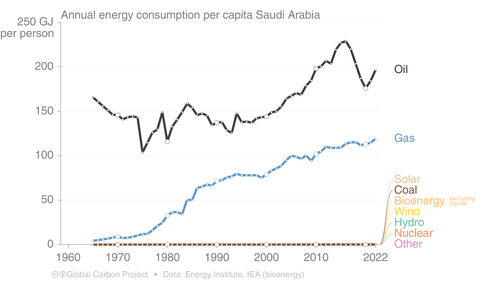 Annual energy consumption per capita Saudi Arabia
250 GJ
per person
200
150
100
50
0
1960
1970
1980
1990
2000
2010
2022
Oil
Gas
Solar
Coal
Bioenergy excluding liquids
Wind
Hydro
Nuclear
Other
Global Carbon Project • Data: Energy Institute, IEA (bioenergy)